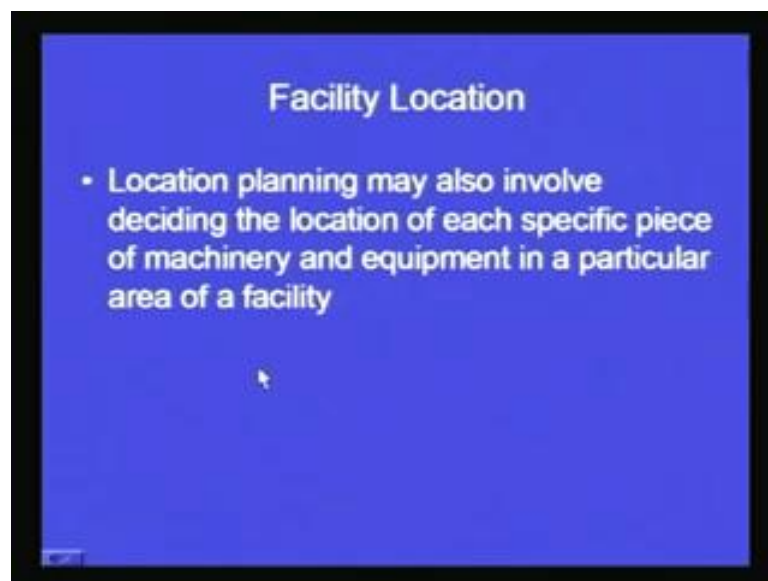 Facility Location
• Location planning may also involve
deciding the location of each specific piece
of machinery and equipment in a particular
area of a facility